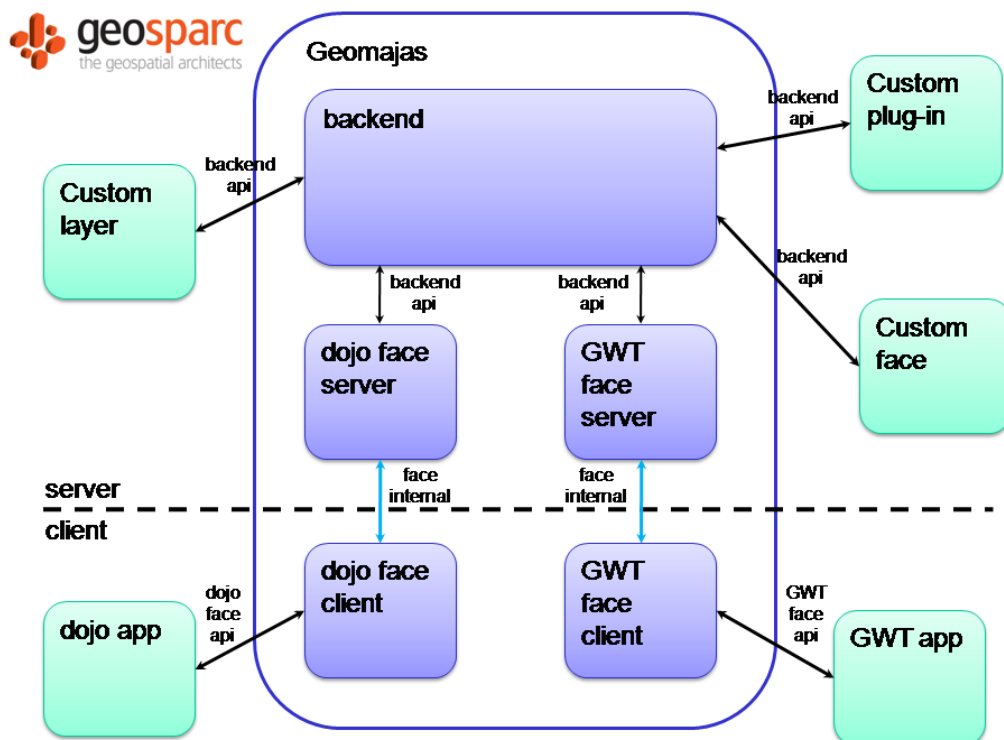 geosparc
the geospatial architects
Geomajas
backend
Custom
plug-in
backend
api
Custom
layer
backend
api
backend
api
backend
api
backend
api
dojo face
server
GWT
face
server
Custom
face
face
internal
face
internal
server
client
dojo face
client
GWT
face
client
dojo
face
api
GWT
face
api
dojo app
GWT app